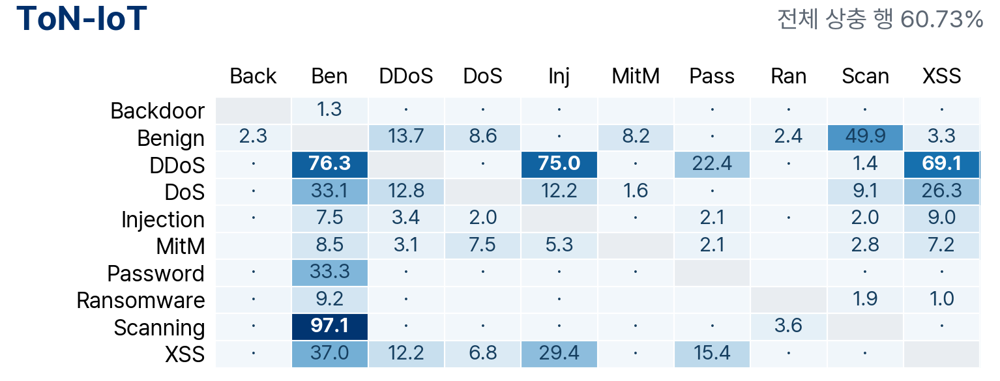 ToN-IoT 전체 상충 행 60.73%
Back Ben DDoS DoS Inj MitM Pass Ran Scan XSS
Backdoor 1.3 · · · · · · ·
Benign 2.3 13.7 8.6 · 8.2 · 2.4 49.9 3.3
DDoS · 76.3 · 75.0 · 22.4 · 1.4 69.1
DoS · 33.1 12.8 12.2 1.6 · 9.1 26.3
Injection · 7.5 3.4 2.0 · 2.1 · 2.0 9.0
MitM 8.5 3.1 7.5 5.3 2.1 2.8 7.2
Password · 33.3 · · · · · ·
Ransomware · 9.2 · · 1.9 1.0
Scanning · 97.1 · · · · · 3.6 ·
XSS · 37.0 12.2 6.8 29.4 · 15.4 · ·